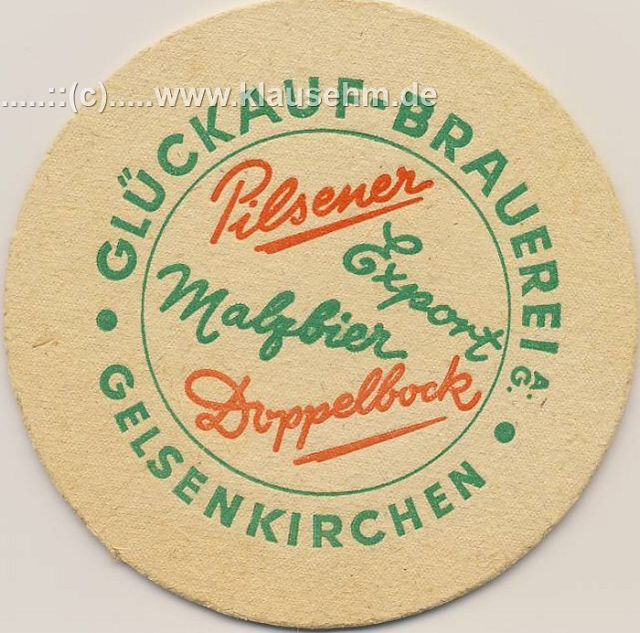 .....::(c).....www.klausehm.de
GLÜCKAUF-BRAUEREI A.G.
Pilsener
Export
Malzbier
Doppelbock
• GELSENKIRCHEN •